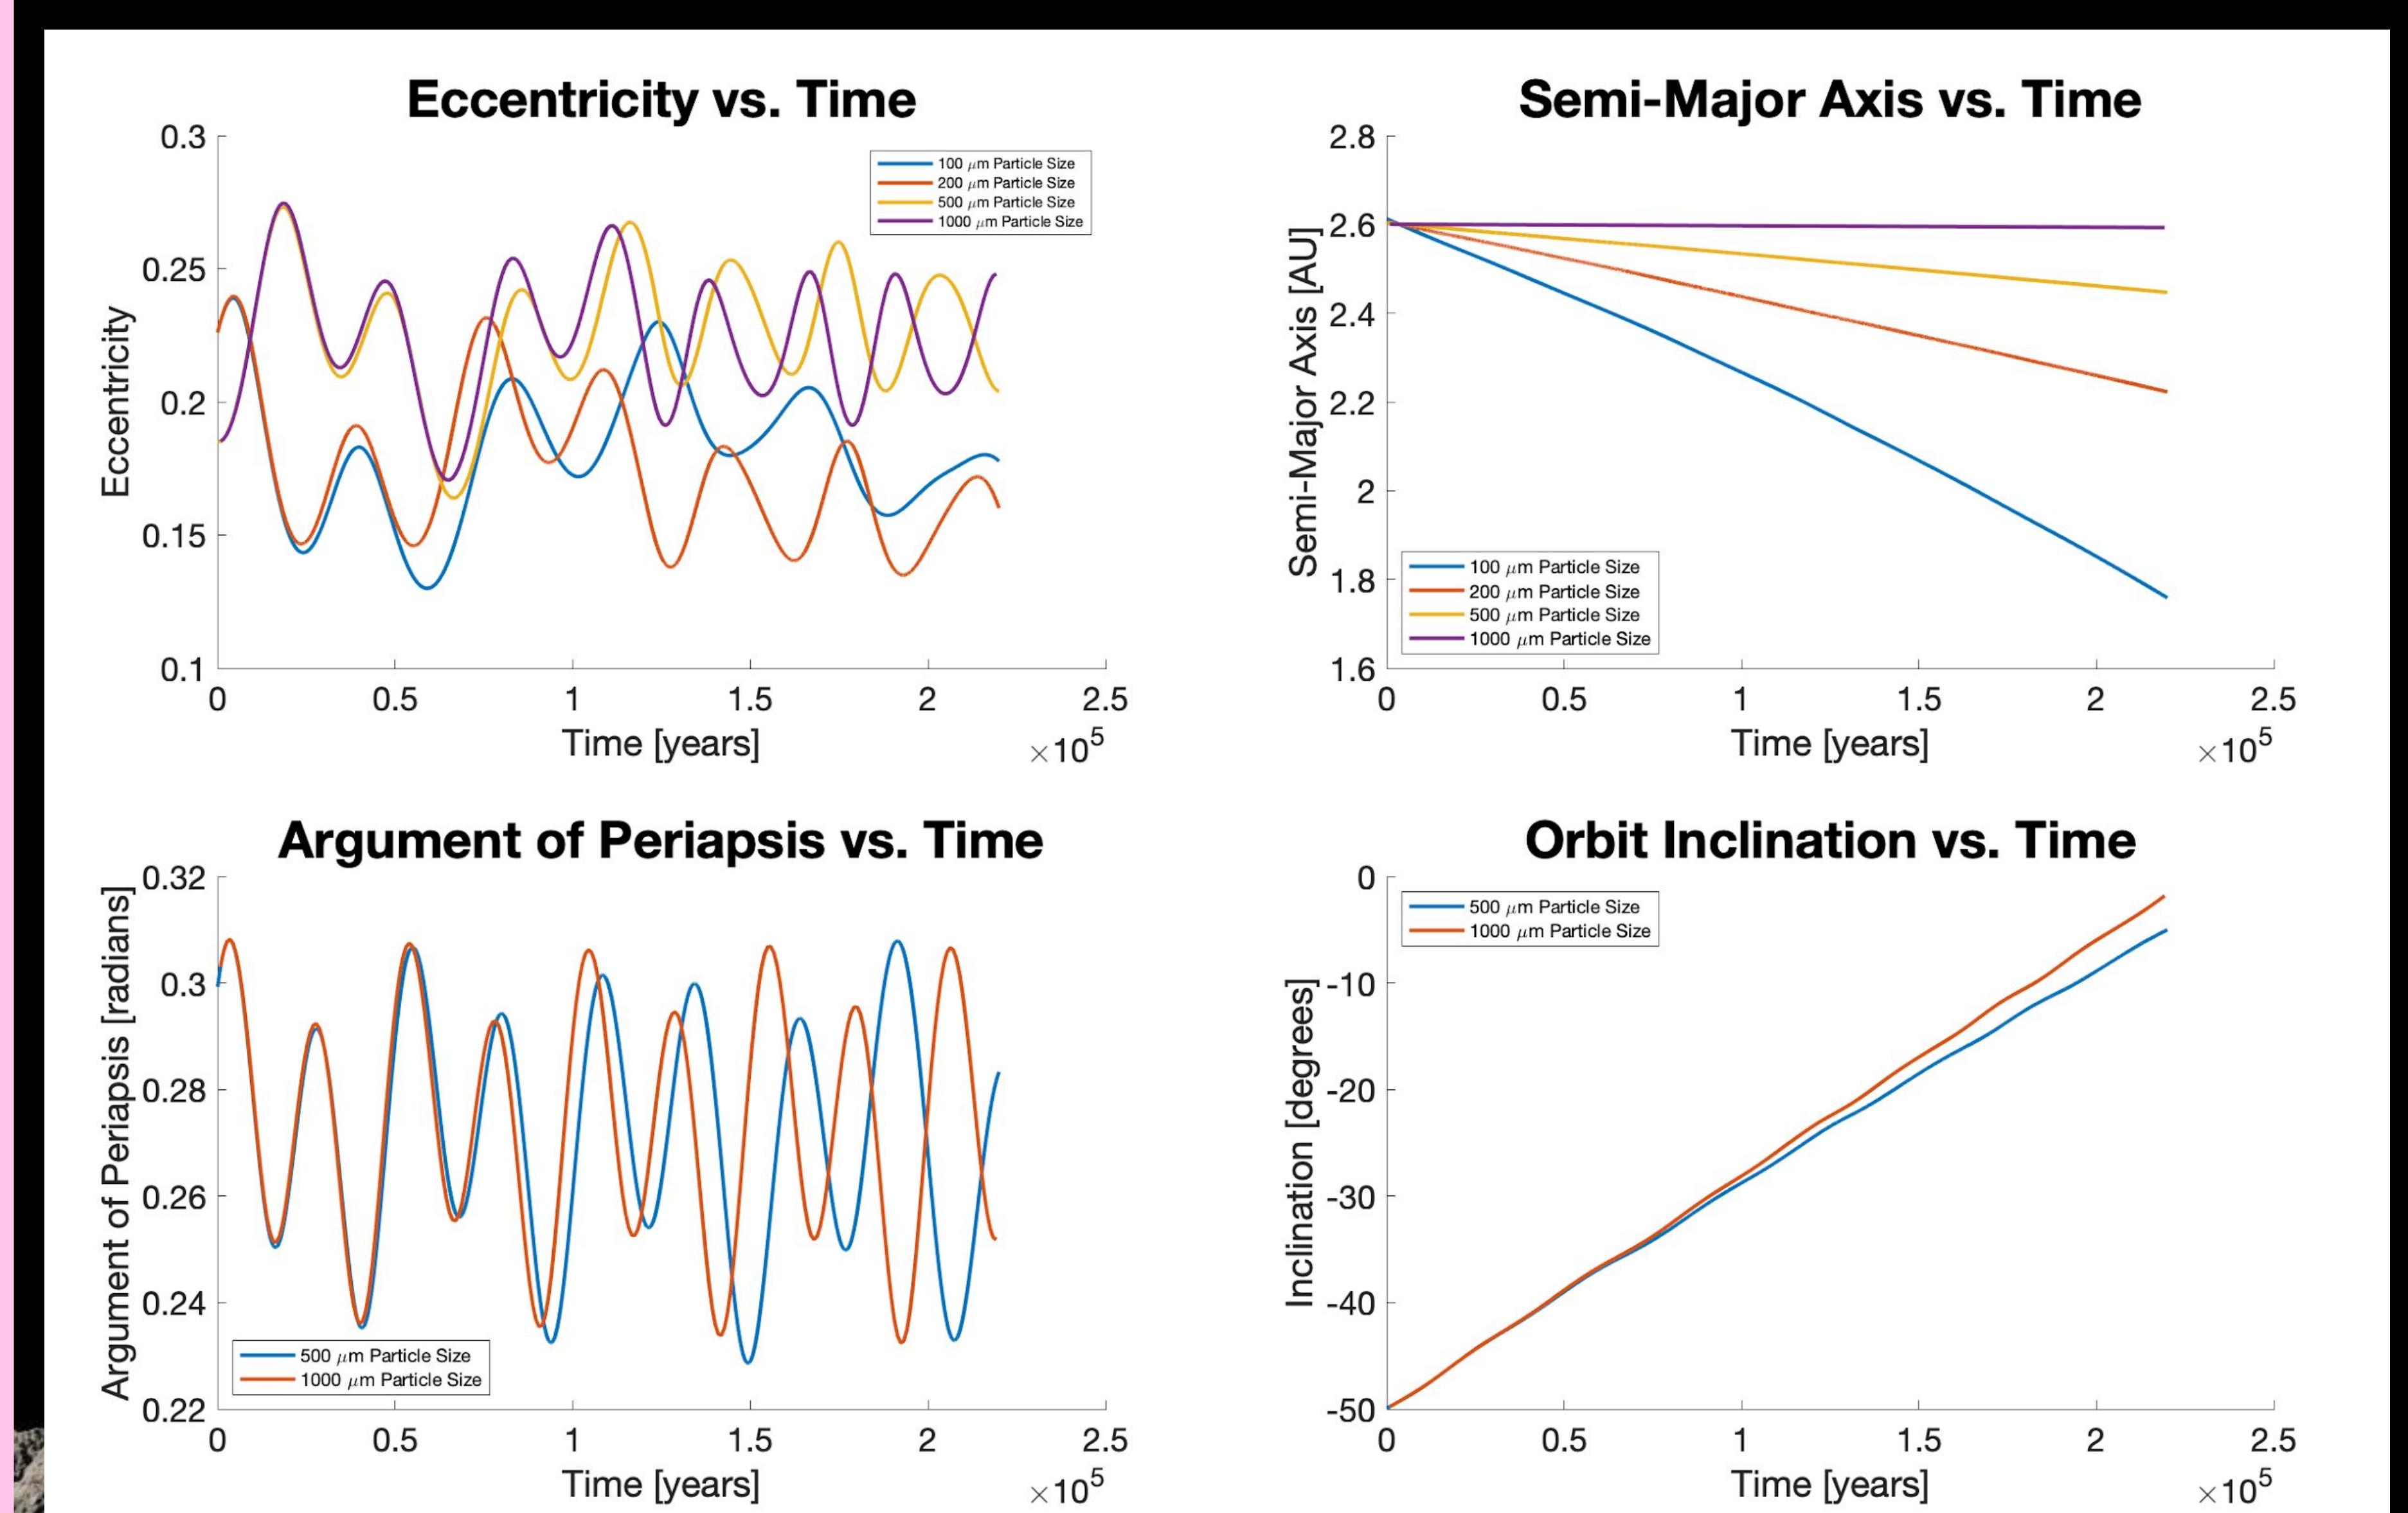 Eccentricity vs. Time
0.3
0.25
0.2
0.15
0.1
Eccentricity
100 μm Particle Size
200 μm Particle Size
500 μm Particle Size
1000 μm Particle Size
0 0.5 1 1.5 2 2.5
Time [years]
×10⁵
Semi-Major Axis vs. Time
2.8
2.6
2.4
2.2
2
1.8
1.6
Semi-Major Axis [AU]
100 μm Particle Size
200 μm Particle Size
500 μm Particle Size
1000 μm Particle Size
0 0.5 1 1.5 2 2.5
Time [years]
×10⁵
Argument of Periapsis vs. Time
0.32
0.3
0.28
0.26
0.24
0.22
Argument of Periapsis [radians]
500 μm Particle Size
1000 μm Particle Size
0 0.5 1 1.5 2 2.5
Time [years]
×10⁵
Orbit Inclination vs. Time
0
-10
-20
-30
-40
-50
Inclination [degrees]
500 μm Particle Size
1000 μm Particle Size
0 0.5 1 1.5 2 2.5
Time [years]
×10⁵